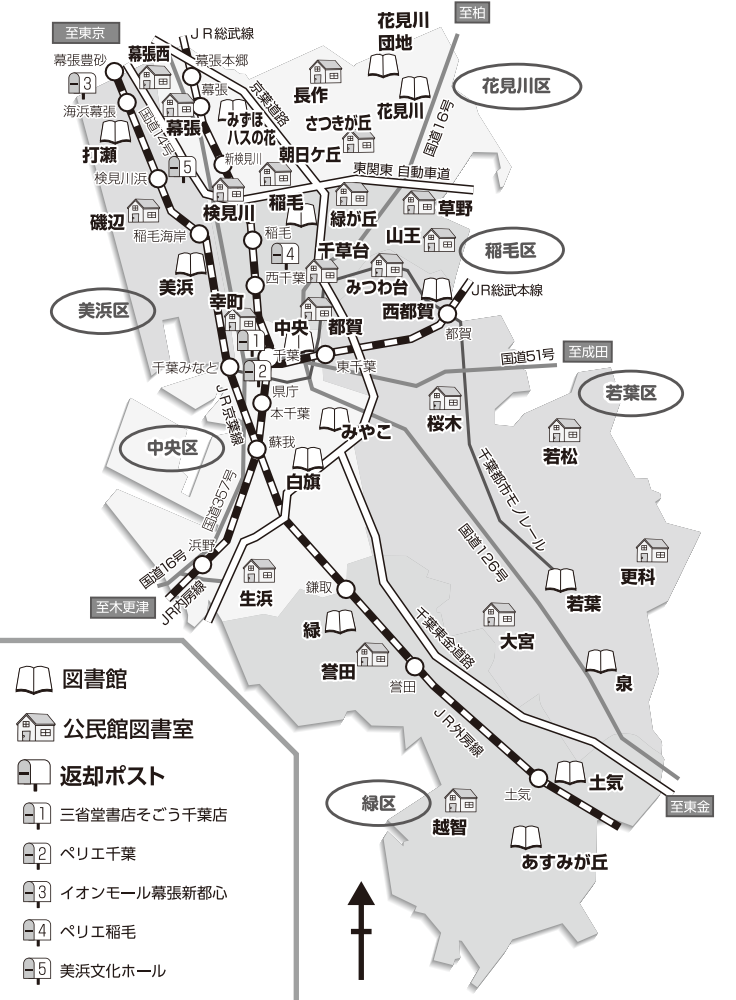 至東京
JR総武線
花見川
団地
至柏
幕張西
幕張本郷
幕張豊砂
3
海浜幕張
幕張
長作
京葉道路
花見川
花見川区
国道14号
幕張
みずほ
ハスの花
さつきが丘
国道16号
打瀬
5
新検見川
朝日ケ丘
東関東 自動車道
検見川浜
検見川
稲毛
緑が丘
草野
磯辺
稲毛海岸
稲毛
山王
稲毛区
4
千草台
西千葉
みつわ台
美浜
JR総武本線
美浜区
幸町
中央
都賀
西都賀
都賀
1
千葉
国道51号
至成田
千葉みなと
2
東千葉
県庁
若葉区
JR京葉線
本千葉
桜木
みやこ
中央区
蘇我
若松
白旗
千葉都市モノレール
国道357号
国道126号
浜野
国道16号
JR内房線
至木更津
生浜
鎌取
若葉
更科
緑
千葉東金道路
大宮
誉田
誉田
泉
JR外房線
土気
土気
至東金
緑区
越智
あすみが丘
図書館
公民館図書室
返却ポスト
1 三省堂書店そごう千葉店
2 ペリエ千葉
3 イオンモール幕張新都心
4 ペリエ稲毛
5 美浜文化ホール